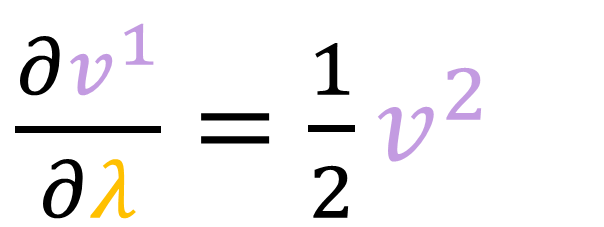 ∂v¹/∂λ = 1/2 v²